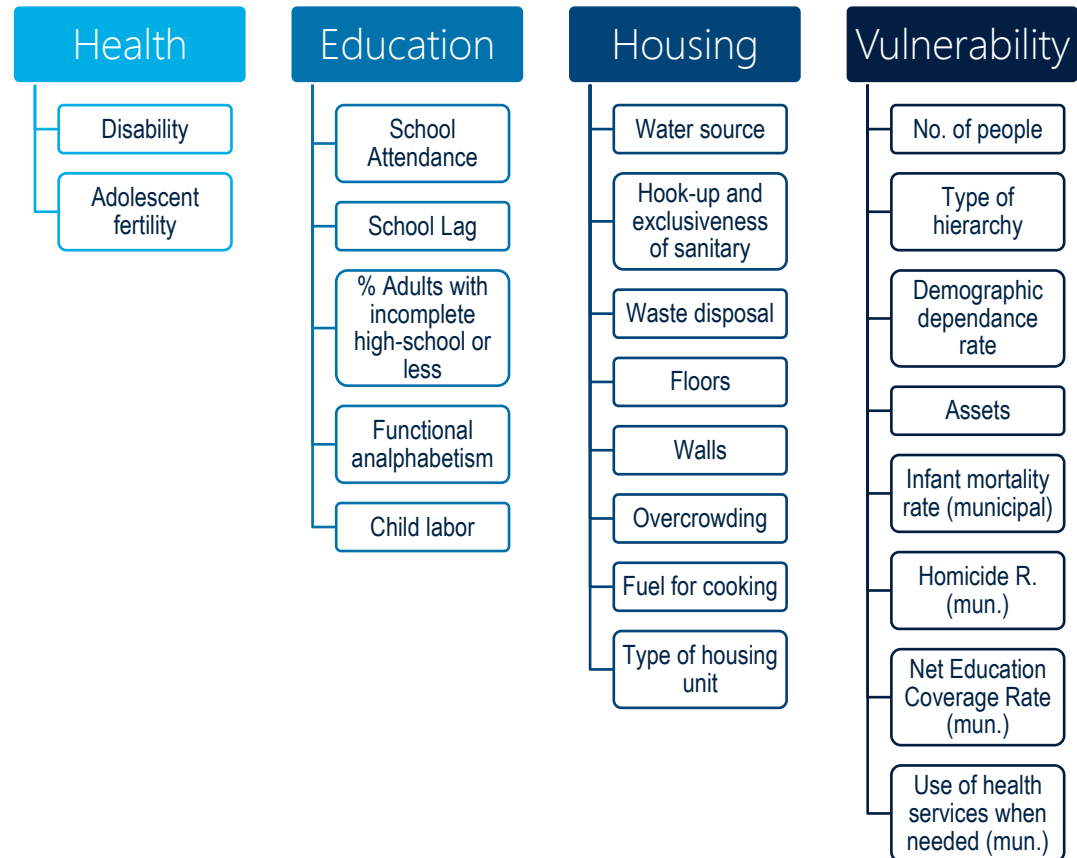 Health
Disability
Adolescent
fertility
Education
School
Attendance
School Lag
% Adults with
incomplete
high-school or
less
Functional
analphabetism
Child labor
Housing
Water source
Hook-up and
exclusiveness
of sanitary
Waste disposal
Floors
Walls
Overcrowding
Fuel for cooking
Type of housing
unit
Vulnerability
No. of people
Type of
hierarchy
Demographic
dependance
rate
Assets
Infant mortality
rate (municipal)
Homicide R.
(mun.)
Net Education
Coverage Rate
(mun.)
Use of health
services when
needed (mun.)